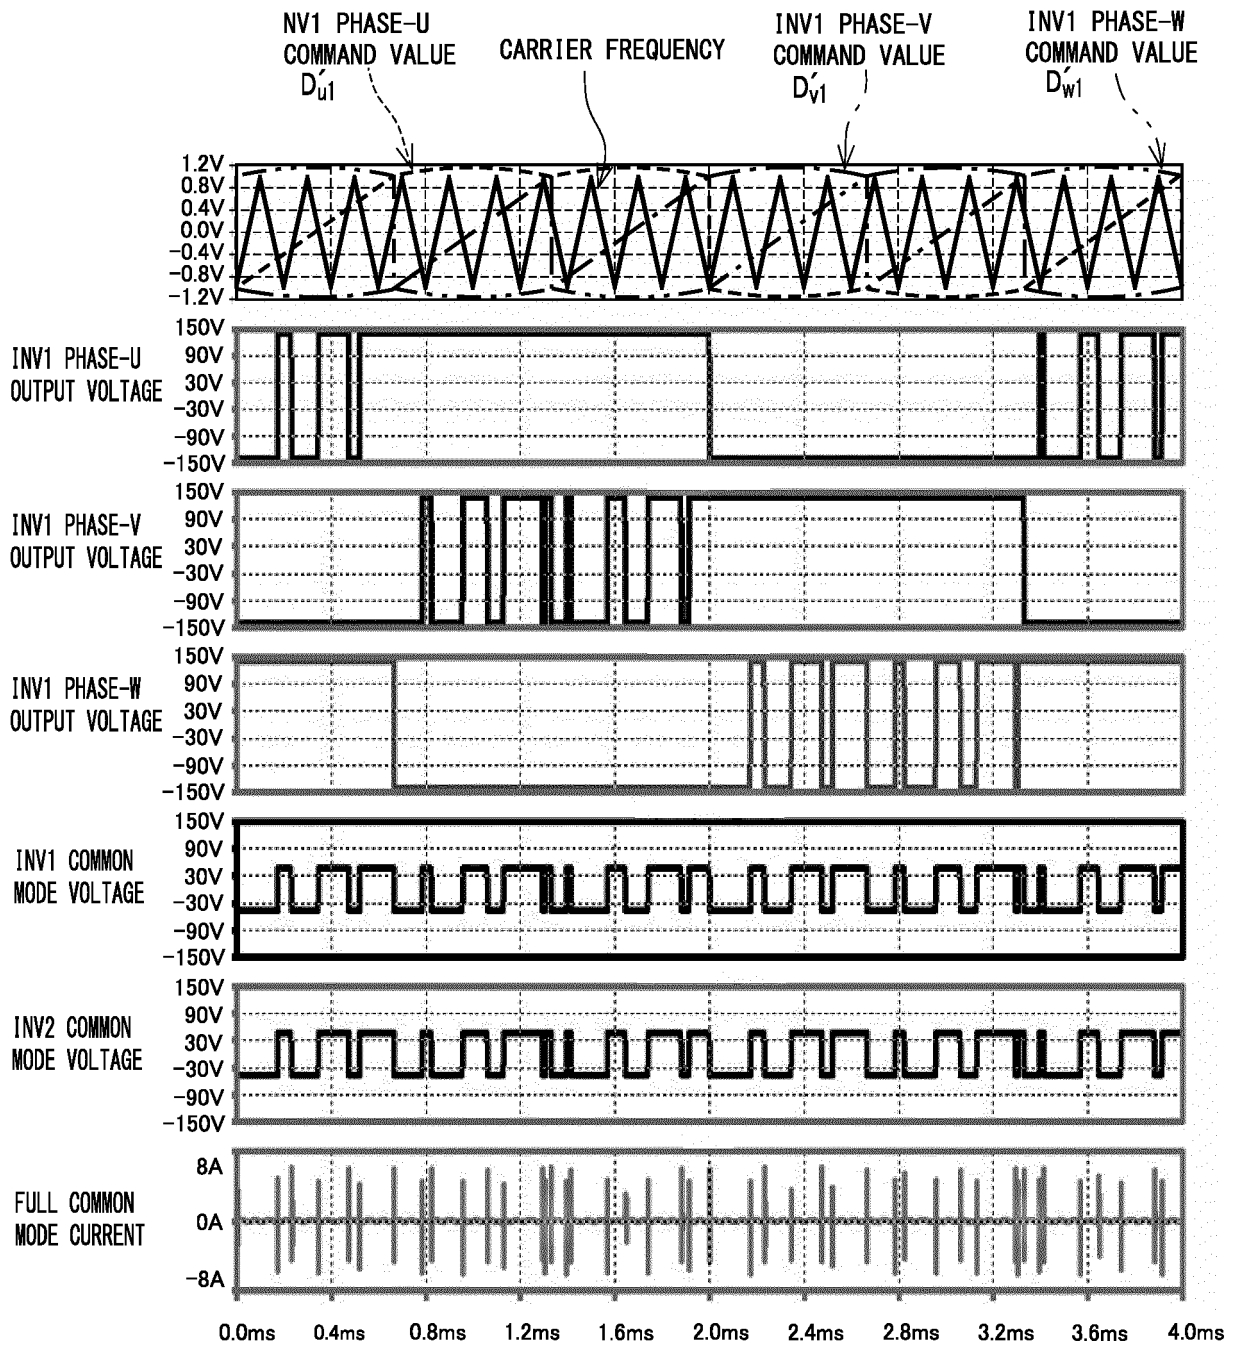 NV1 PHASE-U
COMMAND VALUE
D′u1
CARRIER FREQUENCY
INV1 PHASE-V
COMMAND VALUE
D′v1
INV1 PHASE-W
COMMAND VALUE
D′w1
1.2V
0.8V
0.4V
0.0V
-0.4V
-0.8V
-1.2V
INV1 PHASE-U
OUTPUT VOLTAGE
150V
90V
30V
-30V
-90V
-150V
INV1 PHASE-V
OUTPUT VOLTAGE
150V
90V
30V
-30V
-90V
-150V
INV1 PHASE-W
OUTPUT VOLTAGE
150V
90V
30V
-30V
-90V
-150V
INV1 COMMON
MODE VOLTAGE
150V
90V
30V
-30V
-90V
-150V
INV2 COMMON
MODE VOLTAGE
150V
90V
30V
-30V
-90V
-150V
FULL COMMON
MODE CURRENT
8A
0A
-8A
0.0ms 0.4ms 0.8ms 1.2ms 1.6ms 2.0ms 2.4ms 2.8ms 3.2ms 3.6ms 4.0ms